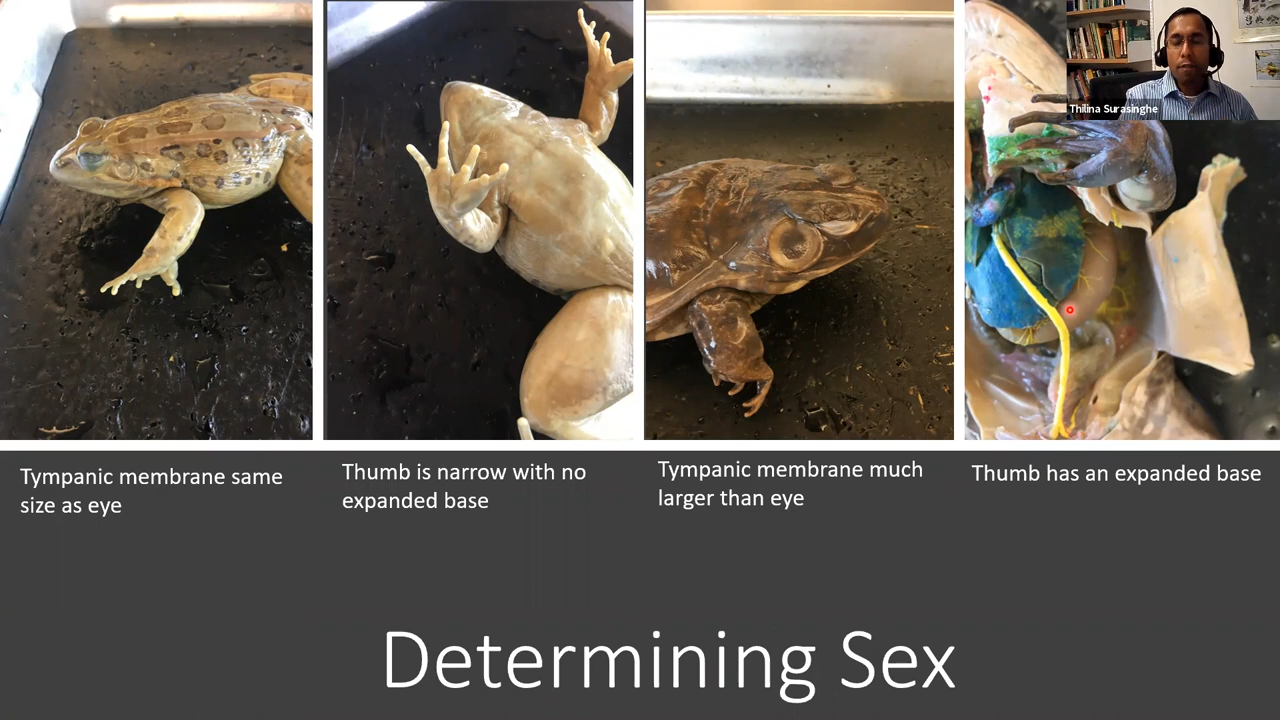 Thilina Surasinghe
Tympanic membrane same
size as eye
Thumb is narrow with no
expanded base
Tympanic membrane much
larger than eye
Thumb has an expanded base
Determining Sex